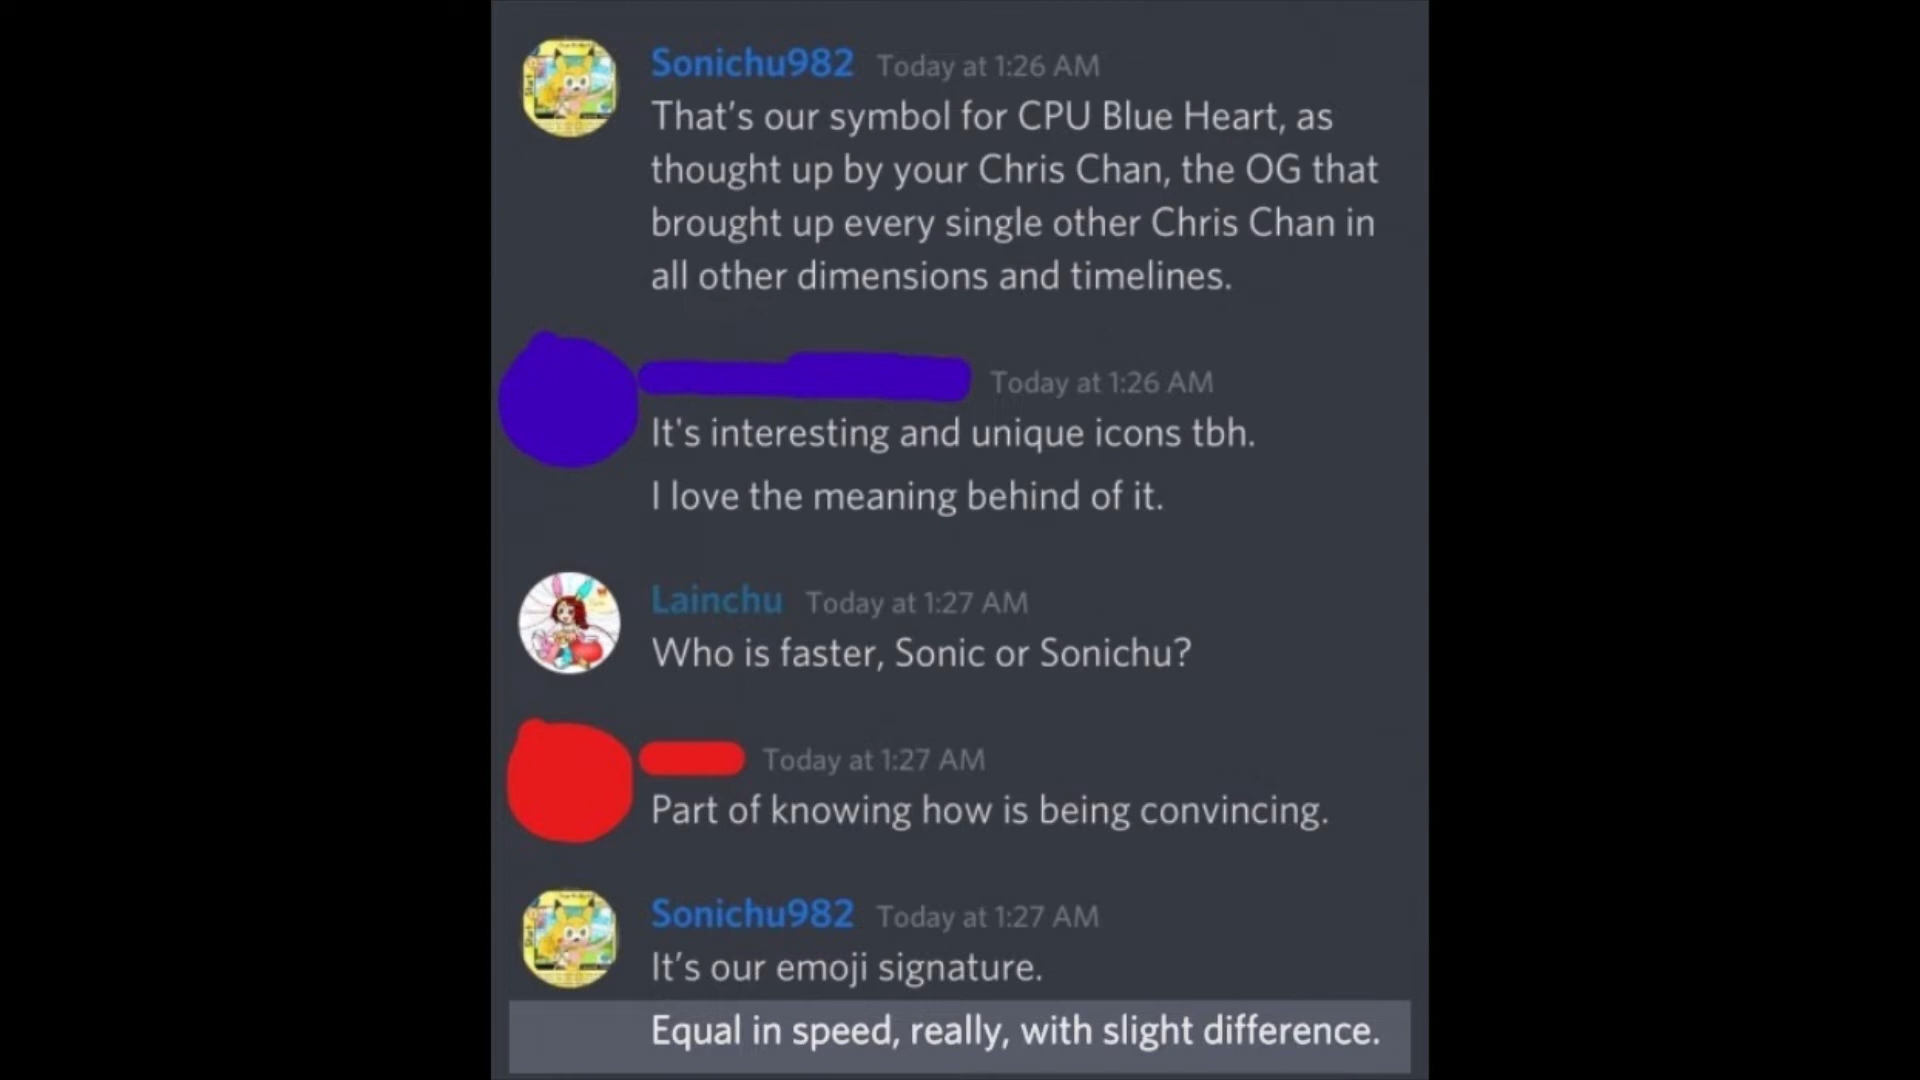 Sonichu982 Today at 1:26 AM
That's our symbol for CPU Blue Heart, as
thought up by your Chris Chan, the OG that
brought up every single other Chris Chan in
all other dimensions and timelines.
Today at 1:26 AM
It's interesting and unique icons tbh.
I love the meaning behind of it.
Lainchu Today at 1:27 AM
Who is faster, Sonic or Sonichu?
Today at 1:27 AM
Part of knowing how is being convincing.
Sonichu982 Today at 1:27 AM
It's our emoji signature.
Equal in speed, really, with slight difference.